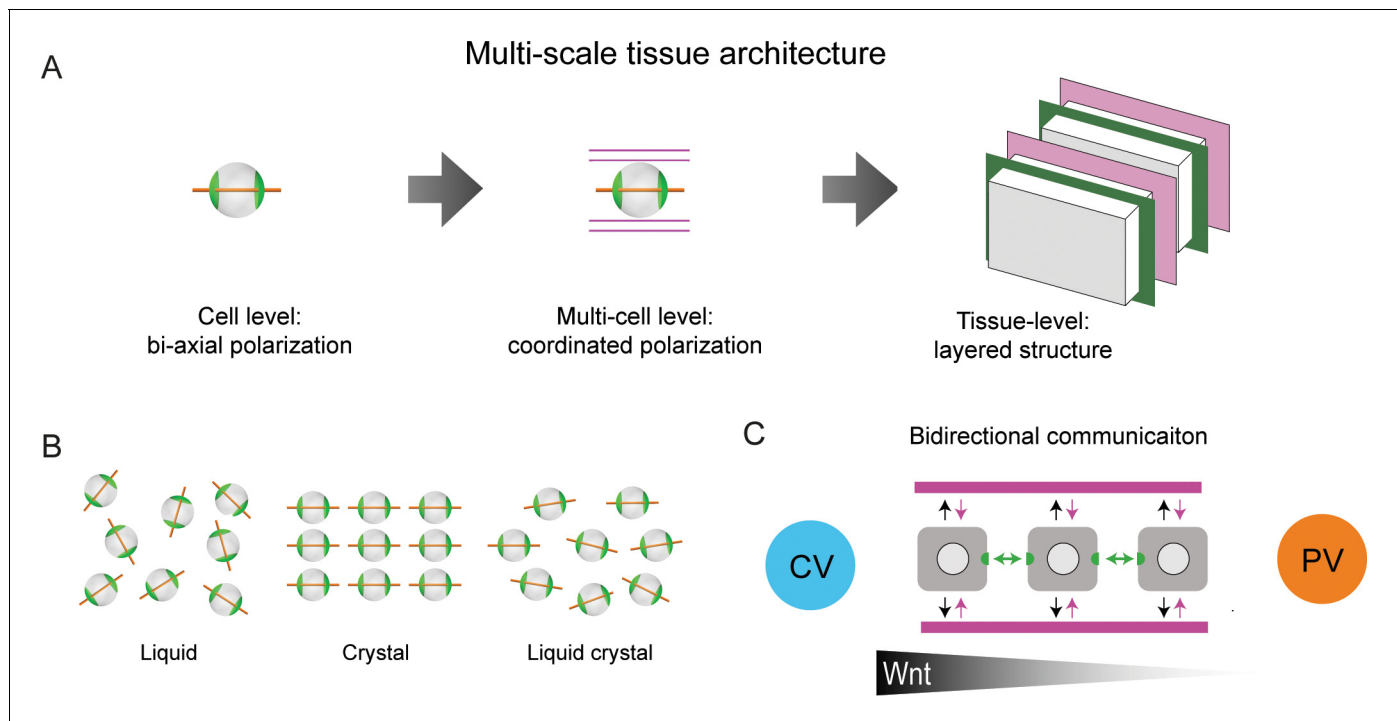 Multi-scale tissue architecture
A
Cell level:
bi-axial polarization
Multi-cell level:
coordinated polarization
Tissue-level:
layered structure
B
Liquid
Crystal
Liquid crystal
C
Bidirectional communicaiton
CV
PV
Wnt